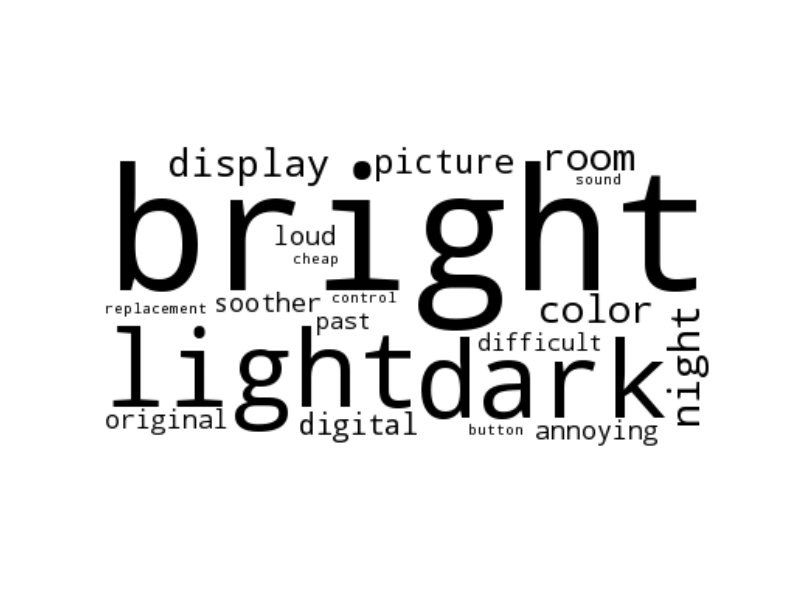 display picture room
sound
bright
loud
cheap
replacement soother control color
past
night
light dark
difficult
original digital button annoying